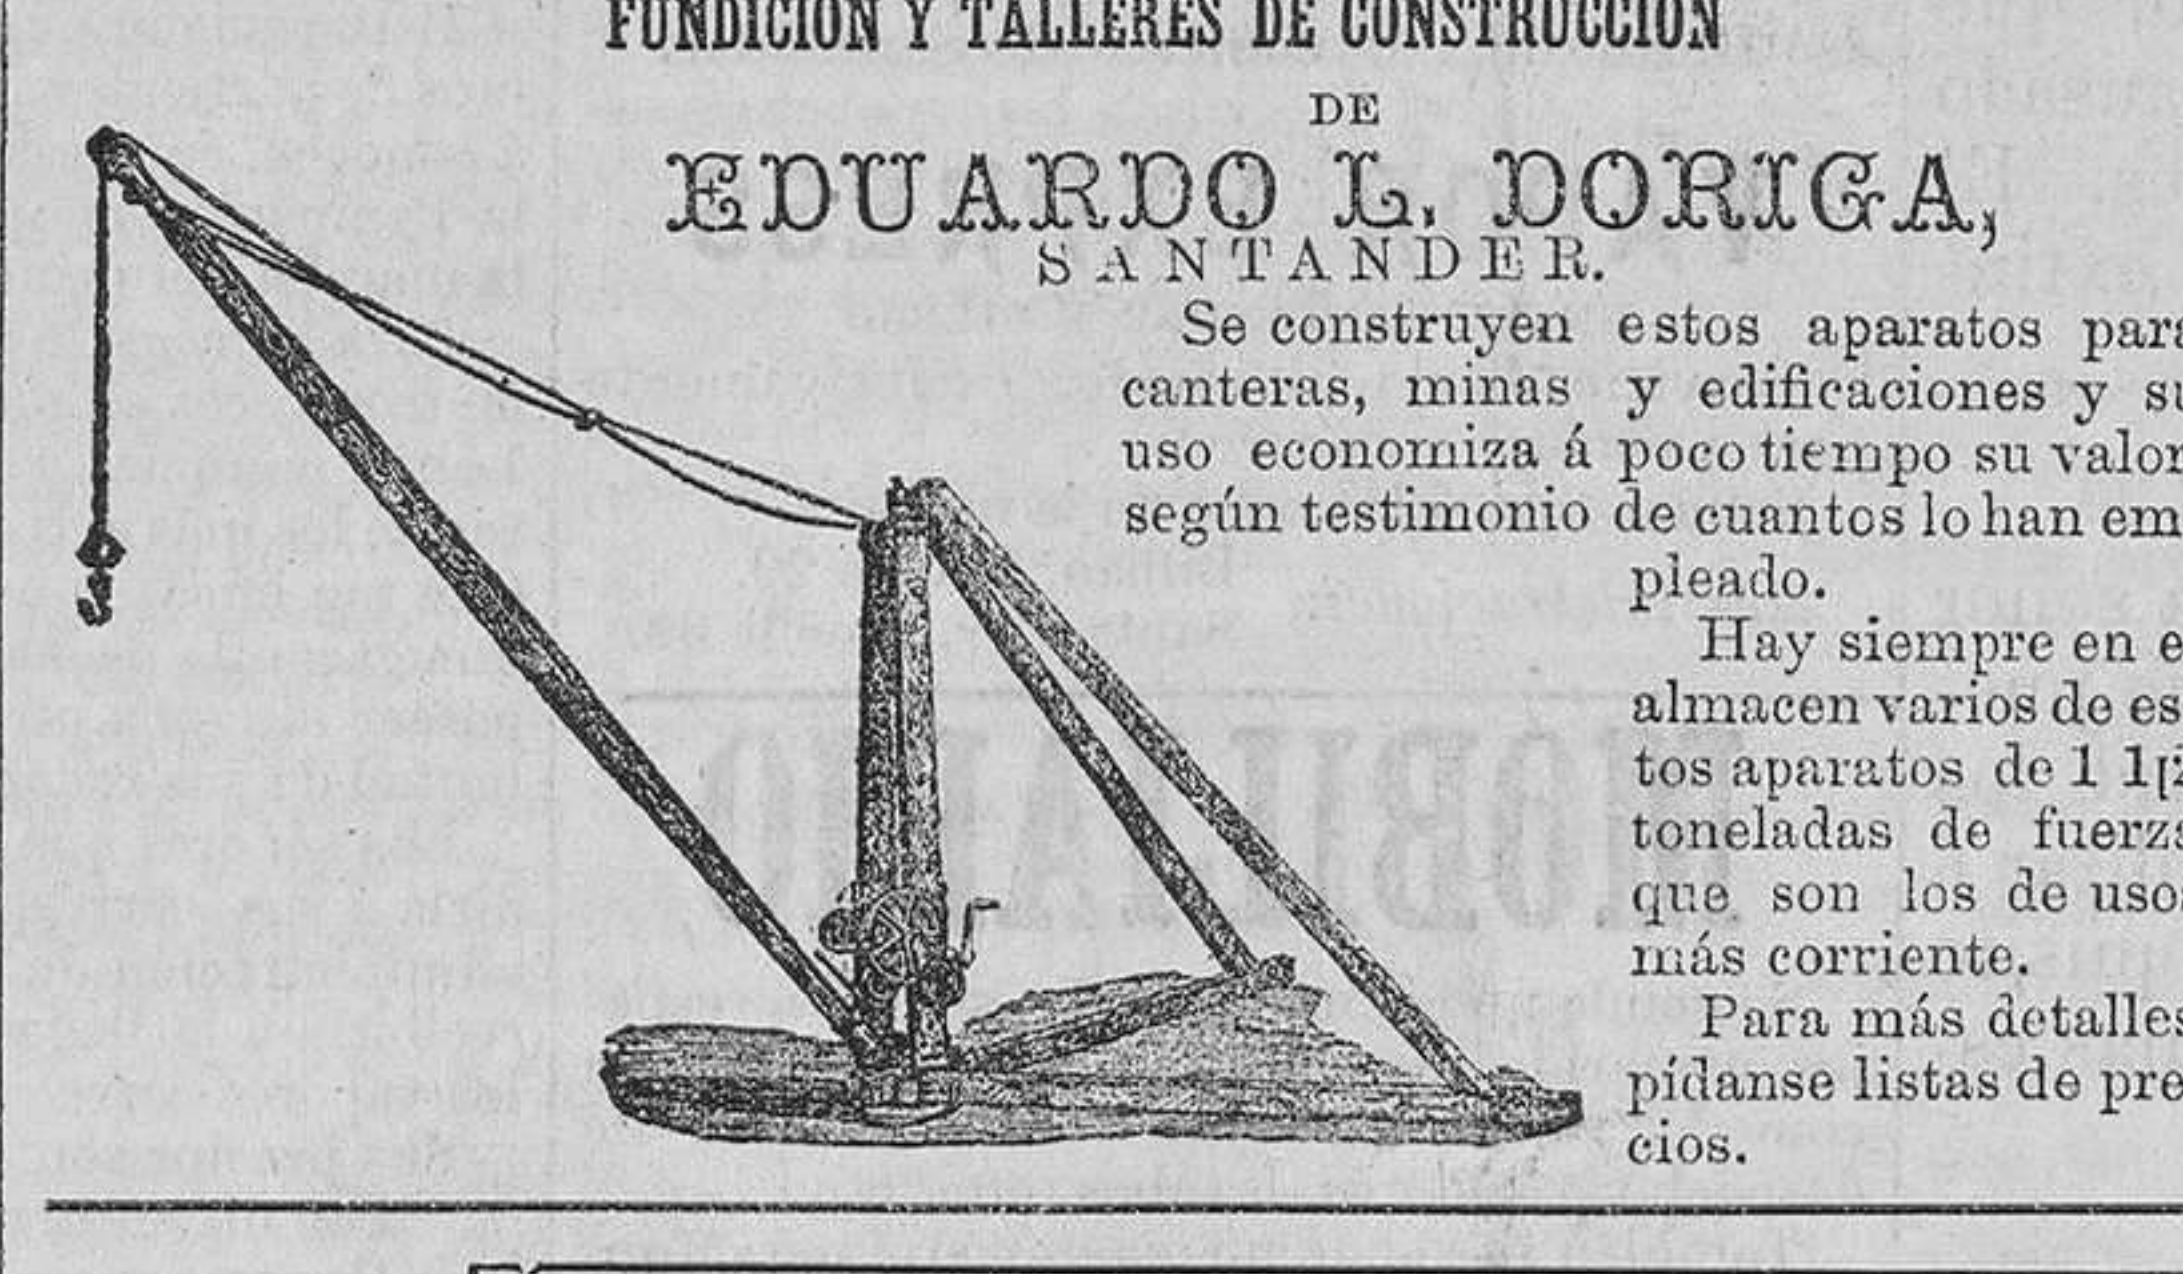 FUNDICION Y TALLERES DE CONSTRUCCION
DE
EDUARDO L. DORIGA,
SANTANDER.
Se construyen estos aparatos para
canteras, minas y edificaciones y su
uso economiza á poco tiempo su valor
según testimonio de cuantos lo han em
pleado.
Hay siempre en e
almacen varios de es
tos aparatos de 1 1[2
toneladas de fuerza
que son los de usos
más corriente.
Para más detalles
pídanse listas de pre
cios.